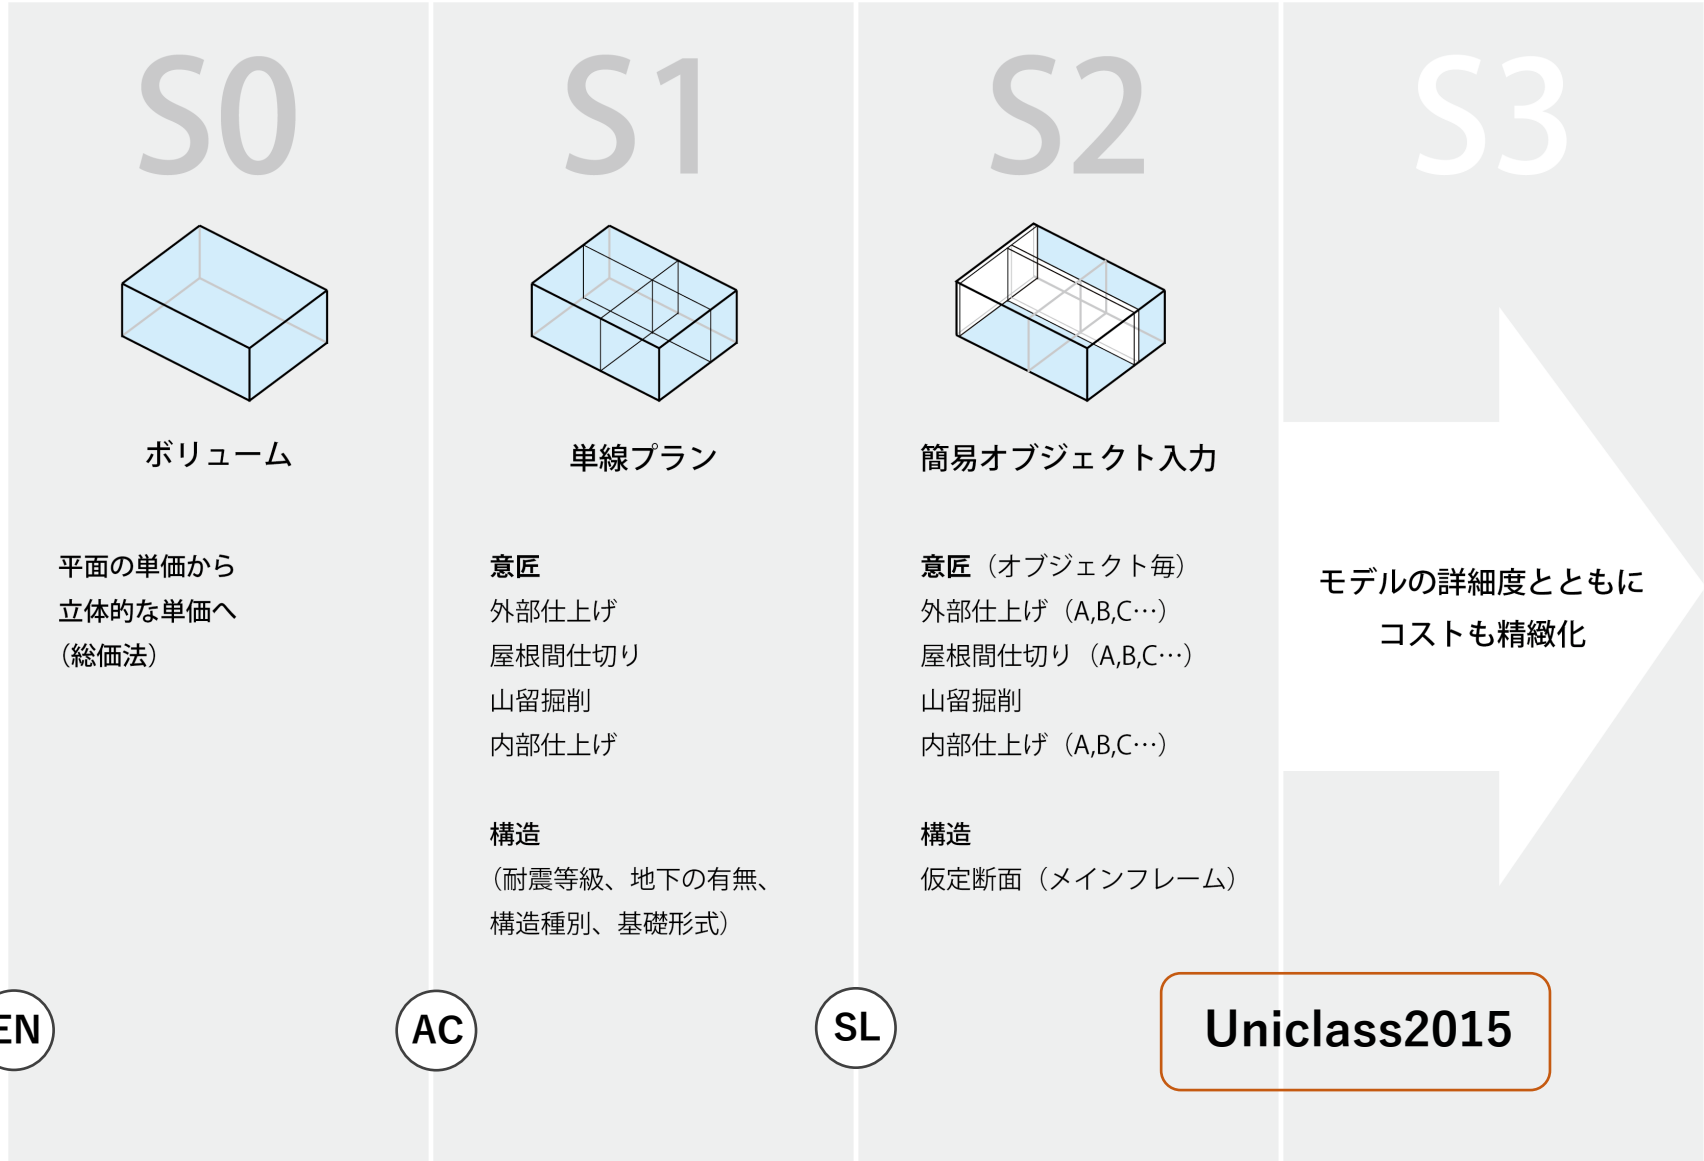 S0
ボリューム
平面の単価から
立体的な単価へ
（総価法）
S1
単線プラン
意匠
外部仕上げ
屋根間仕切り
山留掘削
内部仕上げ
構造
（耐震等級、地下の有無、
構造種別、基礎形式）
S2
簡易オブジェクト入力
意匠（オブジェクト毎）
外部仕上げ（A,B,C…）
屋根間仕切り（A,B,C…）
山留掘削
内部仕上げ（A,B,C…）
構造
仮定断面（メインフレーム）
S3
モデルの詳細度とともに
コストも精緻化
EN
AC
SL
Uniclass2015